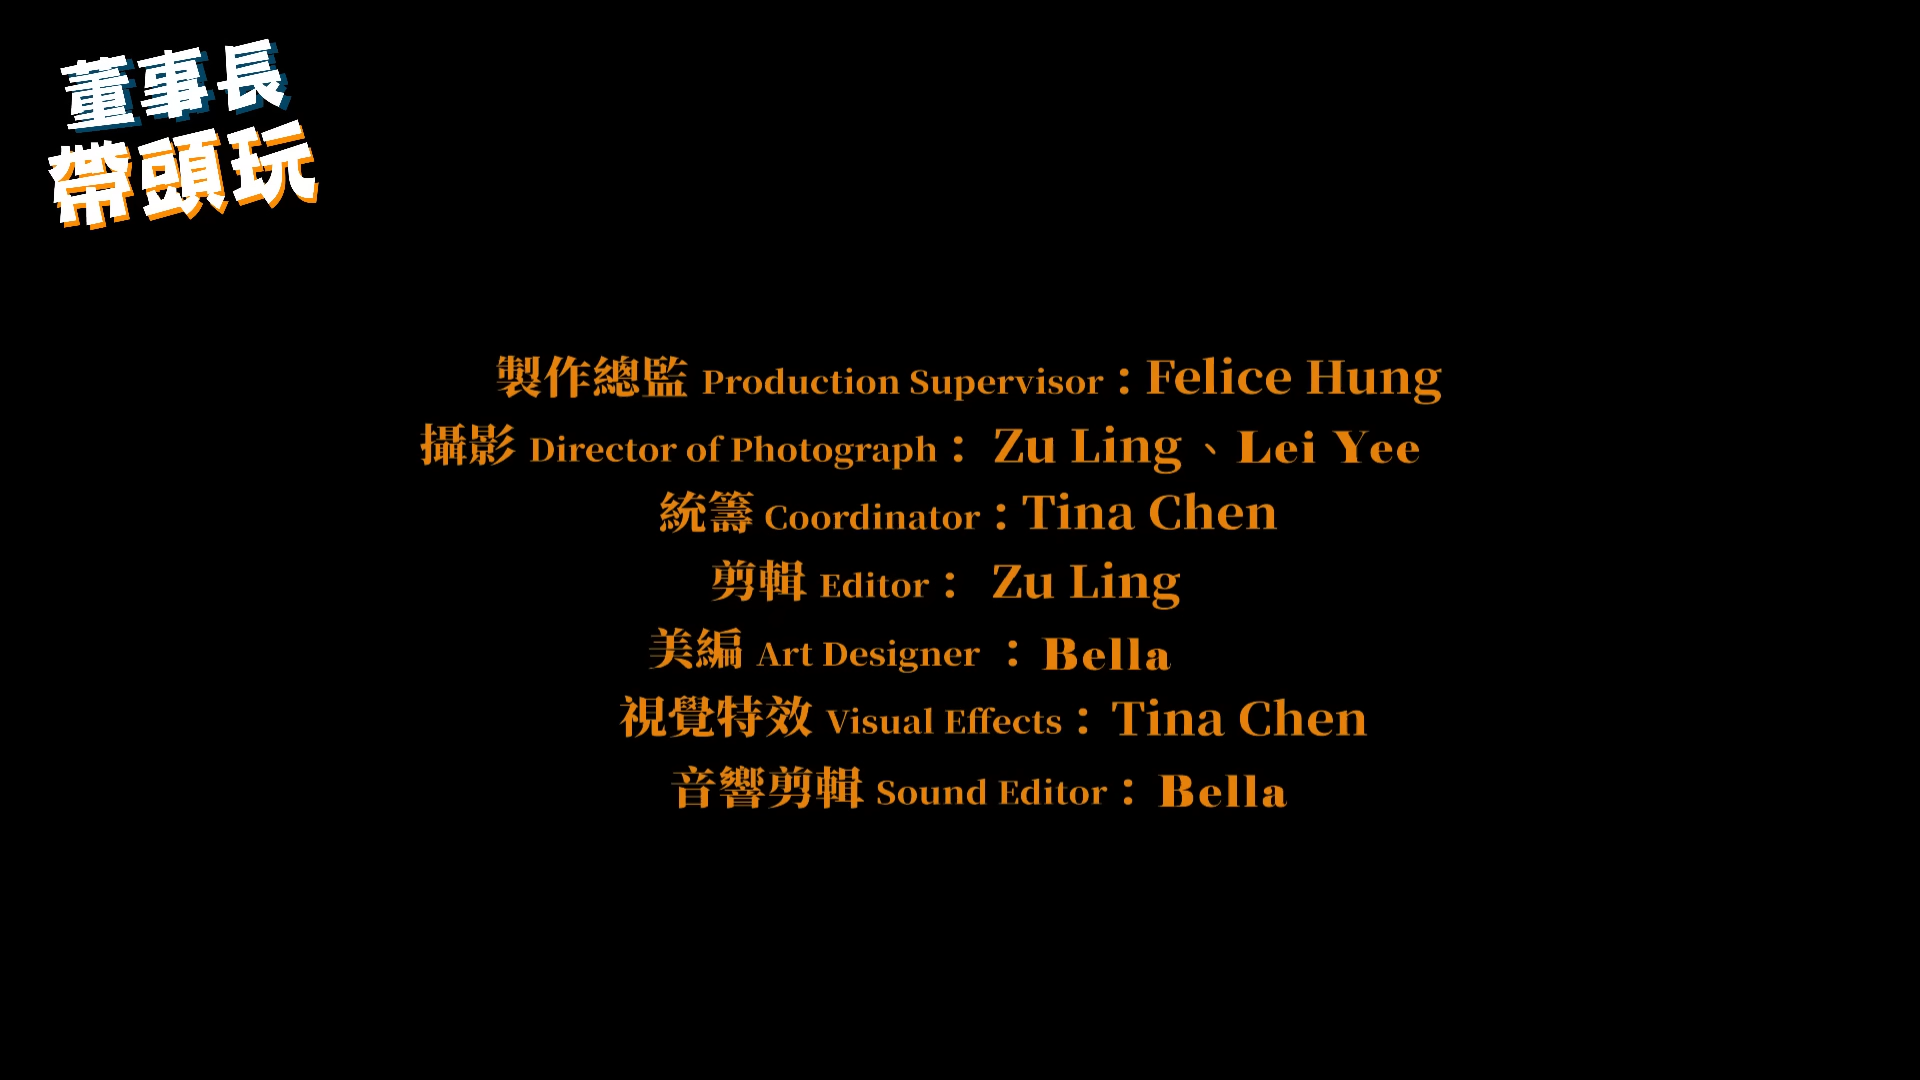 董事長
帶頭玩
製作總監 Production Supervisor : Felice Hung
攝影 Director of Photograph： Zu Ling 、Lei Yee
統籌 Coordinator : Tina Chen
剪輯 Editor： Zu Ling
美編 Art Designer ：Bella
視覺特效 Visual Effects：Tina Chen
音響剪輯 Sound Editor：Bella